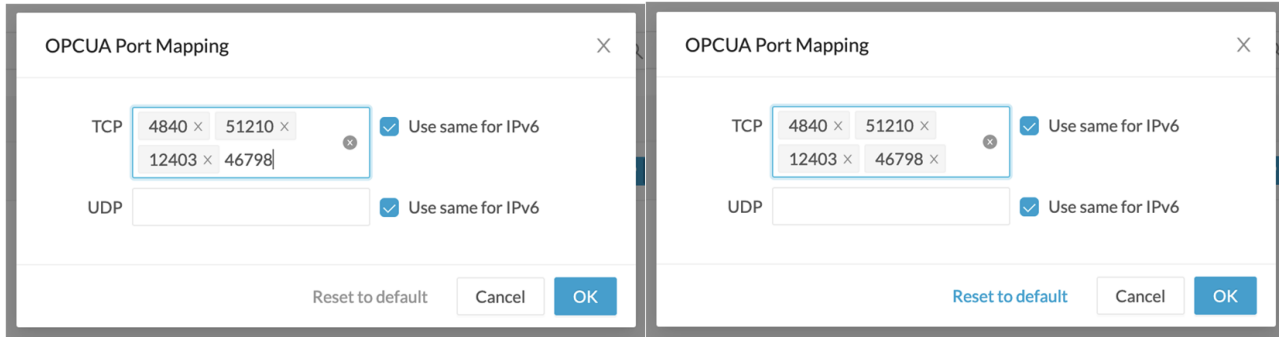 OPCUA Port Mapping
TCP 4840 51210 Use same for IPv6
12403 46798
UDP Use same for IPv6
Reset to default Cancel OK
OPCUA Port Mapping
TCP 4840 51210 Use same for IPv6
12403 46798
UDP Use same for IPv6
Reset to default Cancel OK